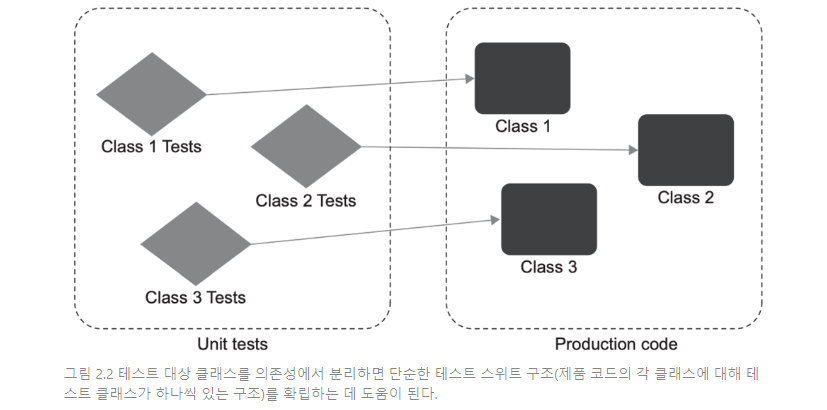 Class 1 Tests
Class 1
Class 2 Tests
Class 2
Class 3 Tests
Class 3
Unit tests
Production code
그림 2.2 테스트 대상 클래스를 의존성에서 분리하면 단순한 테스트 스위트 구조(제품 코드의 각 클래스에 대해 테
스트 클래스가 하나씩 있는 구조)를 확립하는 데 도움이 된다.